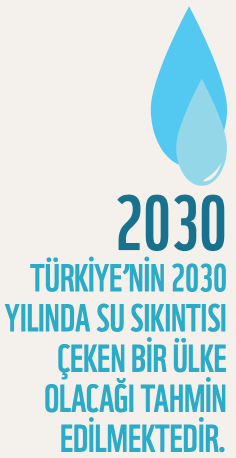 2030
TÜRKİYE'NİN 2030
YILINDA SU SIKINTISI
ÇEKEN BİR ÜLKE
OLACAĞI TAHMİN
EDİLMEKTEDİR.